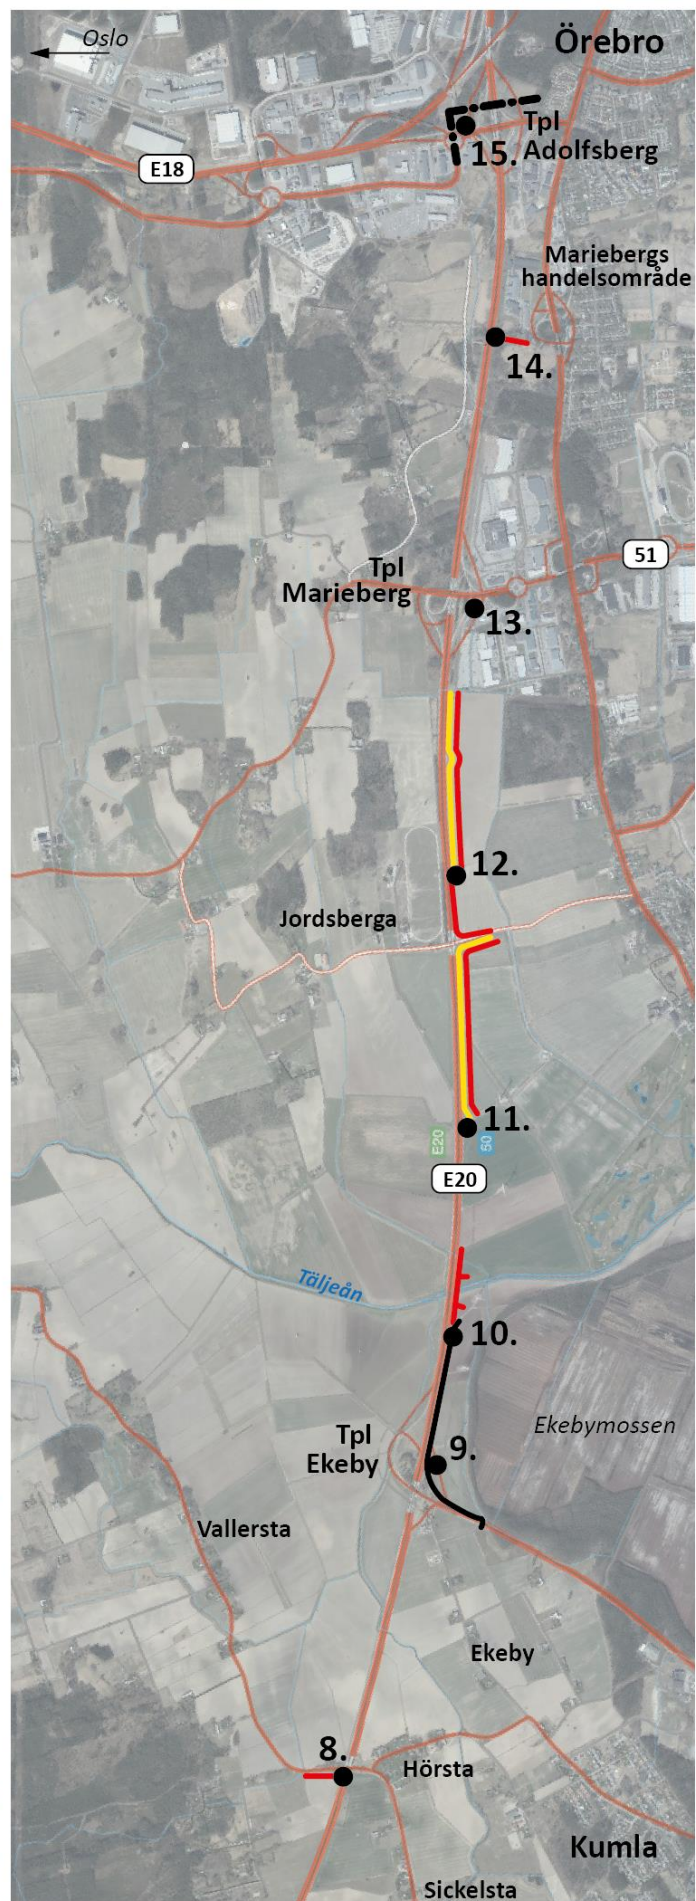 Oslo
Örebro
Tpl
Adolfsberg
15.
E18
Mariebergs
handelsområde
14.
51
Tpl
Marieberg
13.
12.
Jordsberga
11.
E20
50
E20
Täljeån
10.
Ekebymossen
Tpl
Ekeby
9.
Vallersta
Ekeby
8.
Hörsta
Kumla
Sickelsta